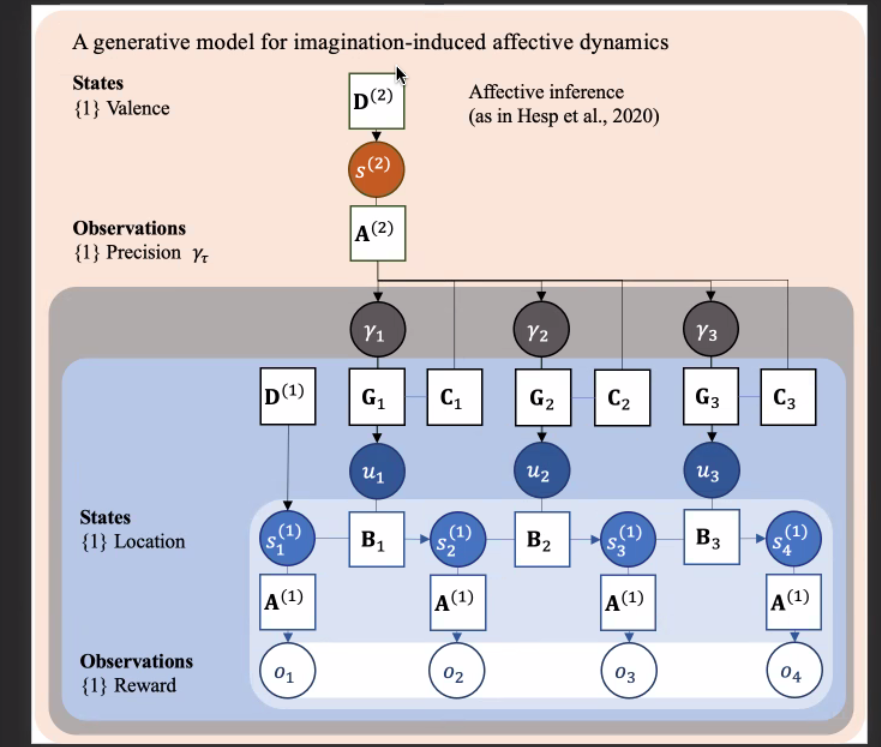 A generative model for imagination-induced affective dynamics
States
{1} Valence
D⁽²⁾
Affective inference
(as in Hesp et al., 2020)
s⁽²⁾
Observations
{1} Precision γτ
A⁽²⁾
γ₁ γ₂ γ₃
D⁽¹⁾ G₁ C₁ G₂ C₂ G₃ C₃
u₁ u₂ u₃
States
{1} Location
s₁⁽¹⁾ B₁ s₂⁽¹⁾ B₂ s₃⁽¹⁾ B₃ s₄⁽¹⁾
A⁽¹⁾ A⁽¹⁾ A⁽¹⁾ A⁽¹⁾
Observations
{1} Reward
o₁ o₂ o₃ o₄